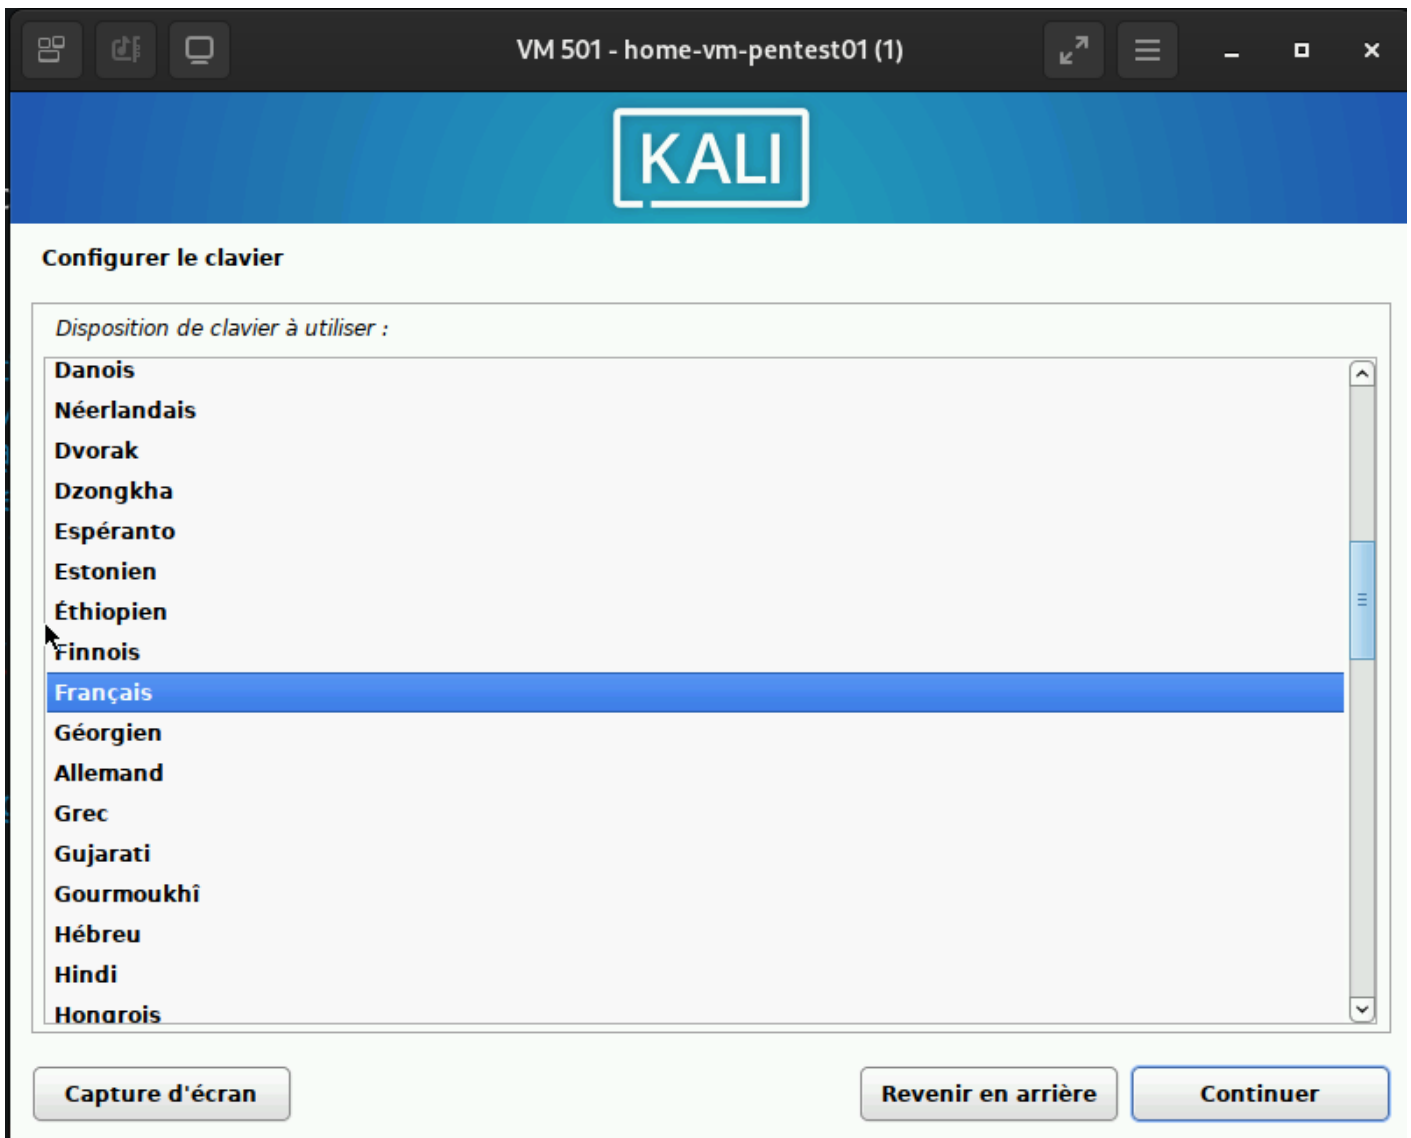 VM 501 - home-vm-pentest01 (1)
KALI
Configurer le clavier
Disposition de clavier à utiliser :
Danois
Néerlandais
Dvorak
Dzongkha
Espéranto
Estonien
Éthiopien
Finnois
Français
Géorgien
Allemand
Grec
Gujarati
Gourmoukhî
Hébreu
Hindi
Hongrois
Capture d'écran
Revenir en arrière
Continuer